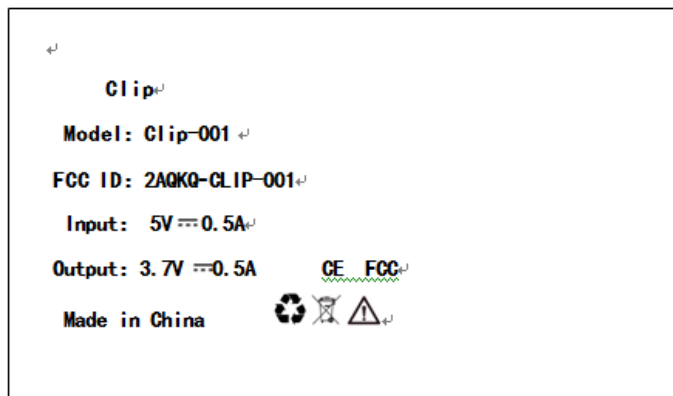 Clip
Model: Clip-001
FCC ID: 2AQKQ-CLIP-001
Input: 5V⎓0.5A
Output: 3.7V ⎓0.5A CE FCC
Made in China